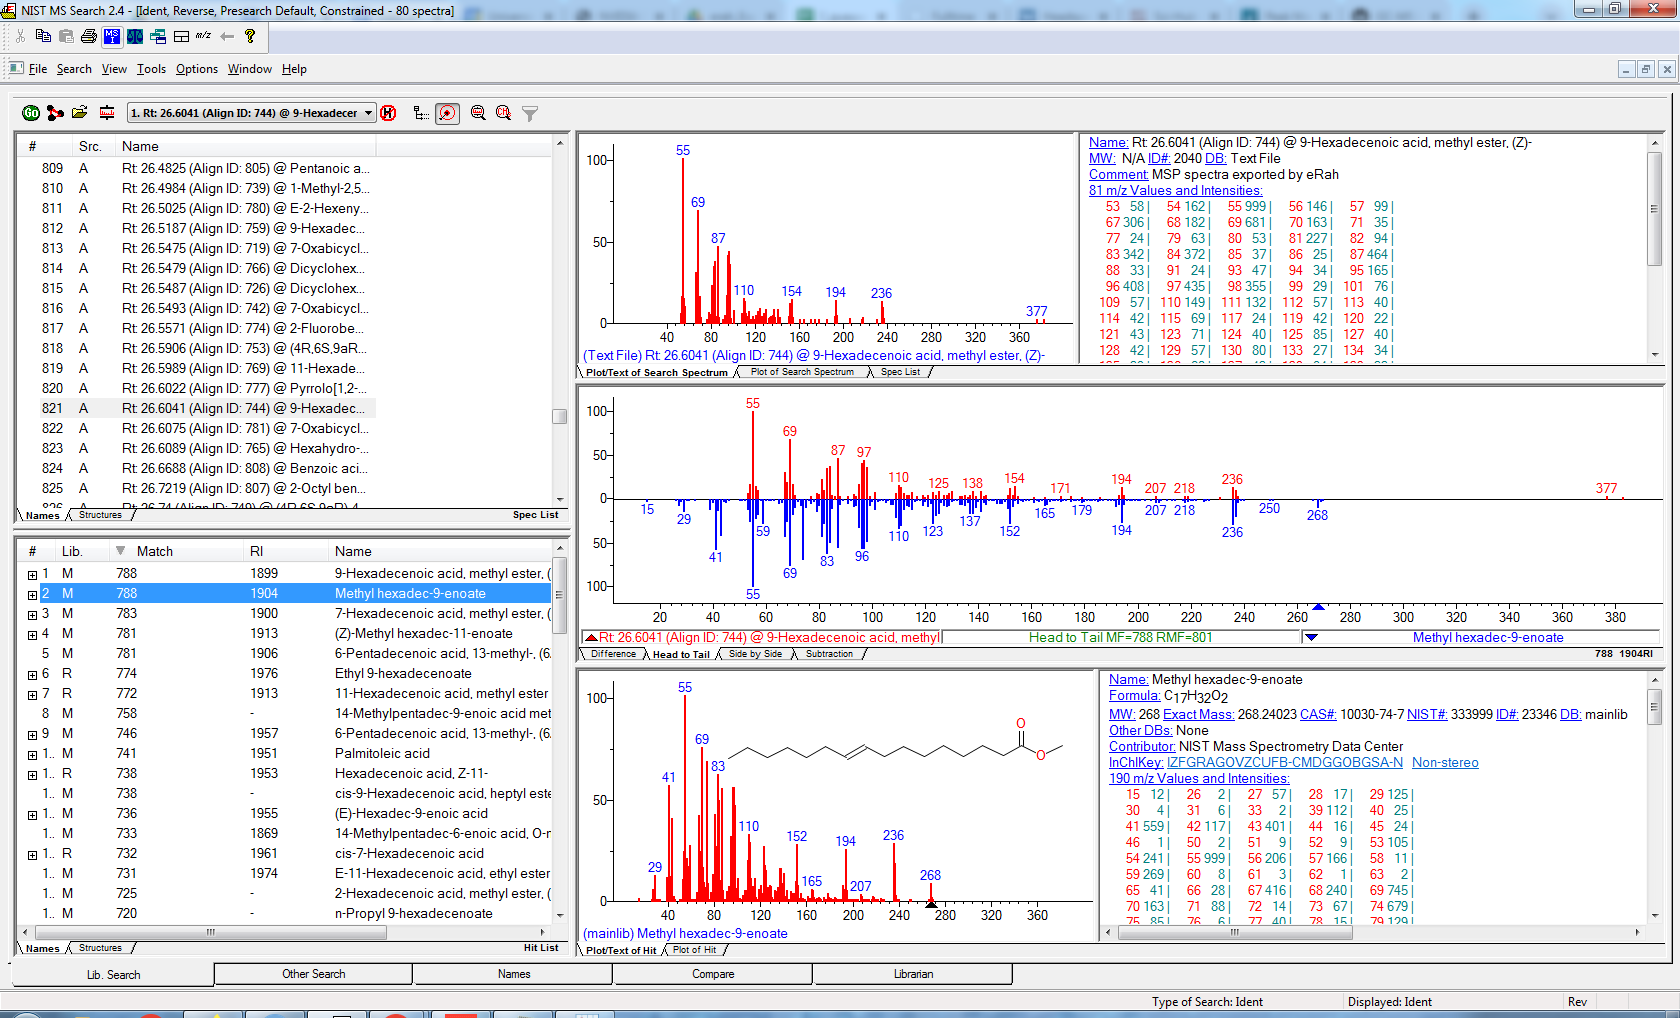 NIST MS Search 2.4 - [Ident, Reverse, Presearch Default, Constrained - 80 spectra]
File Search View Tools Options Window Help
1. Rt: 26.6041 (Align ID: 744) @ 9-Hexadecer
# Src. Name
809 A Rt: 26.4825 (Align ID: 805) @ Pentanoic a...
810 A Rt: 26.4984 (Align ID: 739) @ 1-Methyl-2,5...
811 A Rt: 26.5025 (Align ID: 780) @ E-2-Hexeny...
812 A Rt: 26.5187 (Align ID: 759) @ 9-Hexadec...
813 A Rt: 26.5475 (Align ID: 719) @ 7-Oxabicycl...
814 A Rt: 26.5479 (Align ID: 766) @ Dicyclohex...
815 A Rt: 26.5487 (Align ID: 726) @ Dicyclohex...
816 A Rt: 26.5493 (Align ID: 742) @ 7-Oxabicycl...
817 A Rt: 26.5571 (Align ID: 774) @ 2-Fluorobe...
818 A Rt: 26.5906 (Align ID: 753) @ (4R,6S,9aR...
819 A Rt: 26.5989 (Align ID: 769) @ 11-Hexade...
820 A Rt: 26.6022 (Align ID: 777) @ Pyrrolo[1,2-...
821 A Rt: 26.6041 (Align ID: 744) @ 9-Hexadec...
822 A Rt: 26.6075 (Align ID: 781) @ 7-Oxabicycl...
823 A Rt: 26.6089 (Align ID: 765) @ Hexahydro-...
824 A Rt: 26.6688 (Align ID: 808) @ Benzoic aci...
825 A Rt: 26.7219 (Align ID: 807) @ 2-Octyl ben...
Names Structures Spec List
# Lib. Match RI Name
1 M 788 1899 9-Hexadecenoic acid, methyl ester, (
2 M 788 1904 Methyl hexadec-9-enoate
3 M 783 1900 7-Hexadecenoic acid, methyl ester, (
4 M 781 1913 (Z)-Methyl hexadec-11-enoate
5 M 781 1906 6-Pentadecenoic acid, 13-methyl-, (6
6 R 774 1976 Ethyl 9-hexadecenoate
7 R 772 1913 11-Hexadecenoic acid, methyl ester
8 M 758 - 14-Methylpentadec-9-enoic acid met
9 M 746 1957 6-Pentadecenoic acid, 13-methyl-, (6
1.. M 741 1951 Palmitoleic acid
1.. R 738 1953 Hexadecenoic acid, Z-11-
1.. M 738 - cis-9-Hexadecenoic acid, heptyl este
1.. M 736 1955 (E)-Hexadec-9-enoic acid
1.. M 733 1869 14-Methylpentadec-6-enoic acid, O-n
1.. R 732 1961 cis-7-Hexadecenoic acid
1.. M 731 1974 E-11-Hexadecenoic acid, ethyl ester
1.. M 725 - 2-Hexadecenoic acid, methyl ester, (
1.. M 720 - n-Propyl 9-hexadecenoate
Names Structures Hit List
100 50 0
55 69 87 110 154 194 236 377
40 80 120 160 200 240 280 320 360
(Text File) Rt: 26.6041 (Align ID: 744) @ 9-Hexadecenoic acid, methyl ester, (Z)-
Plot/Text of Search Spectrum Plot of Search Spectrum Spec List
Name: Rt: 26.6041 (Align ID: 744) @ 9-Hexadecenoic acid, methyl ester, (Z)-
MW: N/A ID#: 2040 DB: Text File
Comment: MSP spectra exported by eRah
81 m/z Values and Intensities:
53 58 | 54 162 | 55 999 | 56 146 | 57 99 |
67 306 | 68 182 | 69 681 | 70 163 | 71 35 |
77 24 | 79 63 | 80 53 | 81 227 | 82 94 |
83 342 | 84 372 | 85 37 | 86 25 | 87 464 |
88 33 | 91 24 | 93 47 | 94 34 | 95 165 |
96 408 | 97 435 | 98 355 | 99 29 | 101 76 |
109 57 | 110 149 | 111 132 | 112 57 | 113 40 |
114 42 | 115 69 | 117 24 | 119 42 | 120 22 |
121 43 | 123 71 | 124 40 | 125 85 | 127 40 |
128 42 | 129 57 | 130 80 | 133 27 | 134 34 |
100 50 0 50 100
55 69 87 97 110 125 138 154 171 194 207 218 236 377
15 29 41 55 59 69 83 96 110 123 137 152 165 179 194 207 218 236 250 268
20 40 60 80 100 120 140 160 180 200 220 240 260 280 300 320 340 360 380
Rt: 26.6041 (Align ID: 744) @ 9-Hexadecenoic acid, methyl Head to Tail MF=788 RMF=801 Methyl hexadec-9-enoate
Difference Head to Tail Side by Side Subtraction 788 1904RI
100 50 0
29 41 55 69 83 110 152 165 194 207 236 268
O
O
40 80 120 160 200 240 280 320 360
(mainlib) Methyl hexadec-9-enoate
Plot/Text of Hit Plot of Hit
Name: Methyl hexadec-9-enoate
Formula: C17H32O2
MW: 268 Exact Mass: 268.24023 CAS#: 10030-74-7 NIST#: 333999 ID#: 23346 DB: mainlib
Other DBs: None
Contributor: NIST Mass Spectrometry Data Center
InChIKey: IZFGRAGOVZCUFB-CMDGGOBGSA-N Non-stereo
190 m/z Values and Intensities:
15 12 | 26 2 | 27 57 | 28 17 | 29 125 |
30 4 | 31 6 | 33 2 | 39 112 | 40 25 |
41 559 | 42 117 | 43 401 | 44 16 | 45 24 |
46 1 | 50 2 | 51 9 | 52 9 | 53 105 |
54 241 | 55 999 | 56 206 | 57 166 | 58 11 |
59 269 | 60 8 | 61 3 | 62 1 | 63 2 |
65 41 | 66 28 | 67 416 | 68 240 | 69 745 |
70 163 | 71 88 | 72 14 | 73 67 | 74 679 |
75 85 | 76 6 | 77 40 | 78 15 | 79 129 |
Lib. Search Other Search Names Compare Librarian
Type of Search: Ident Displayed: Ident Rev